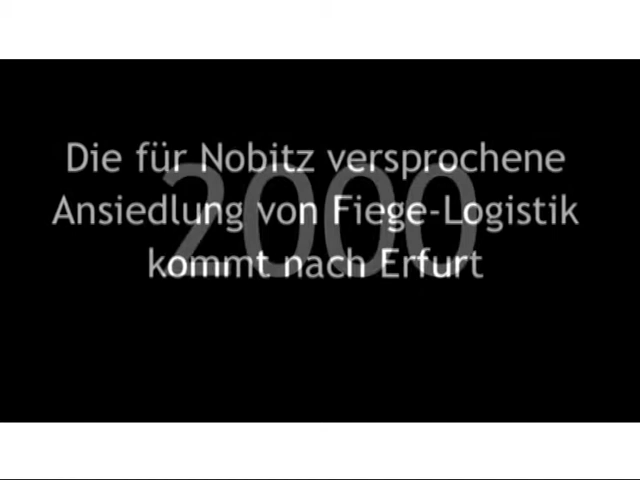 2000
Die für Nobitz versprochene
Ansiedlung von Fiege-Logistik
kommt nach Erfurt